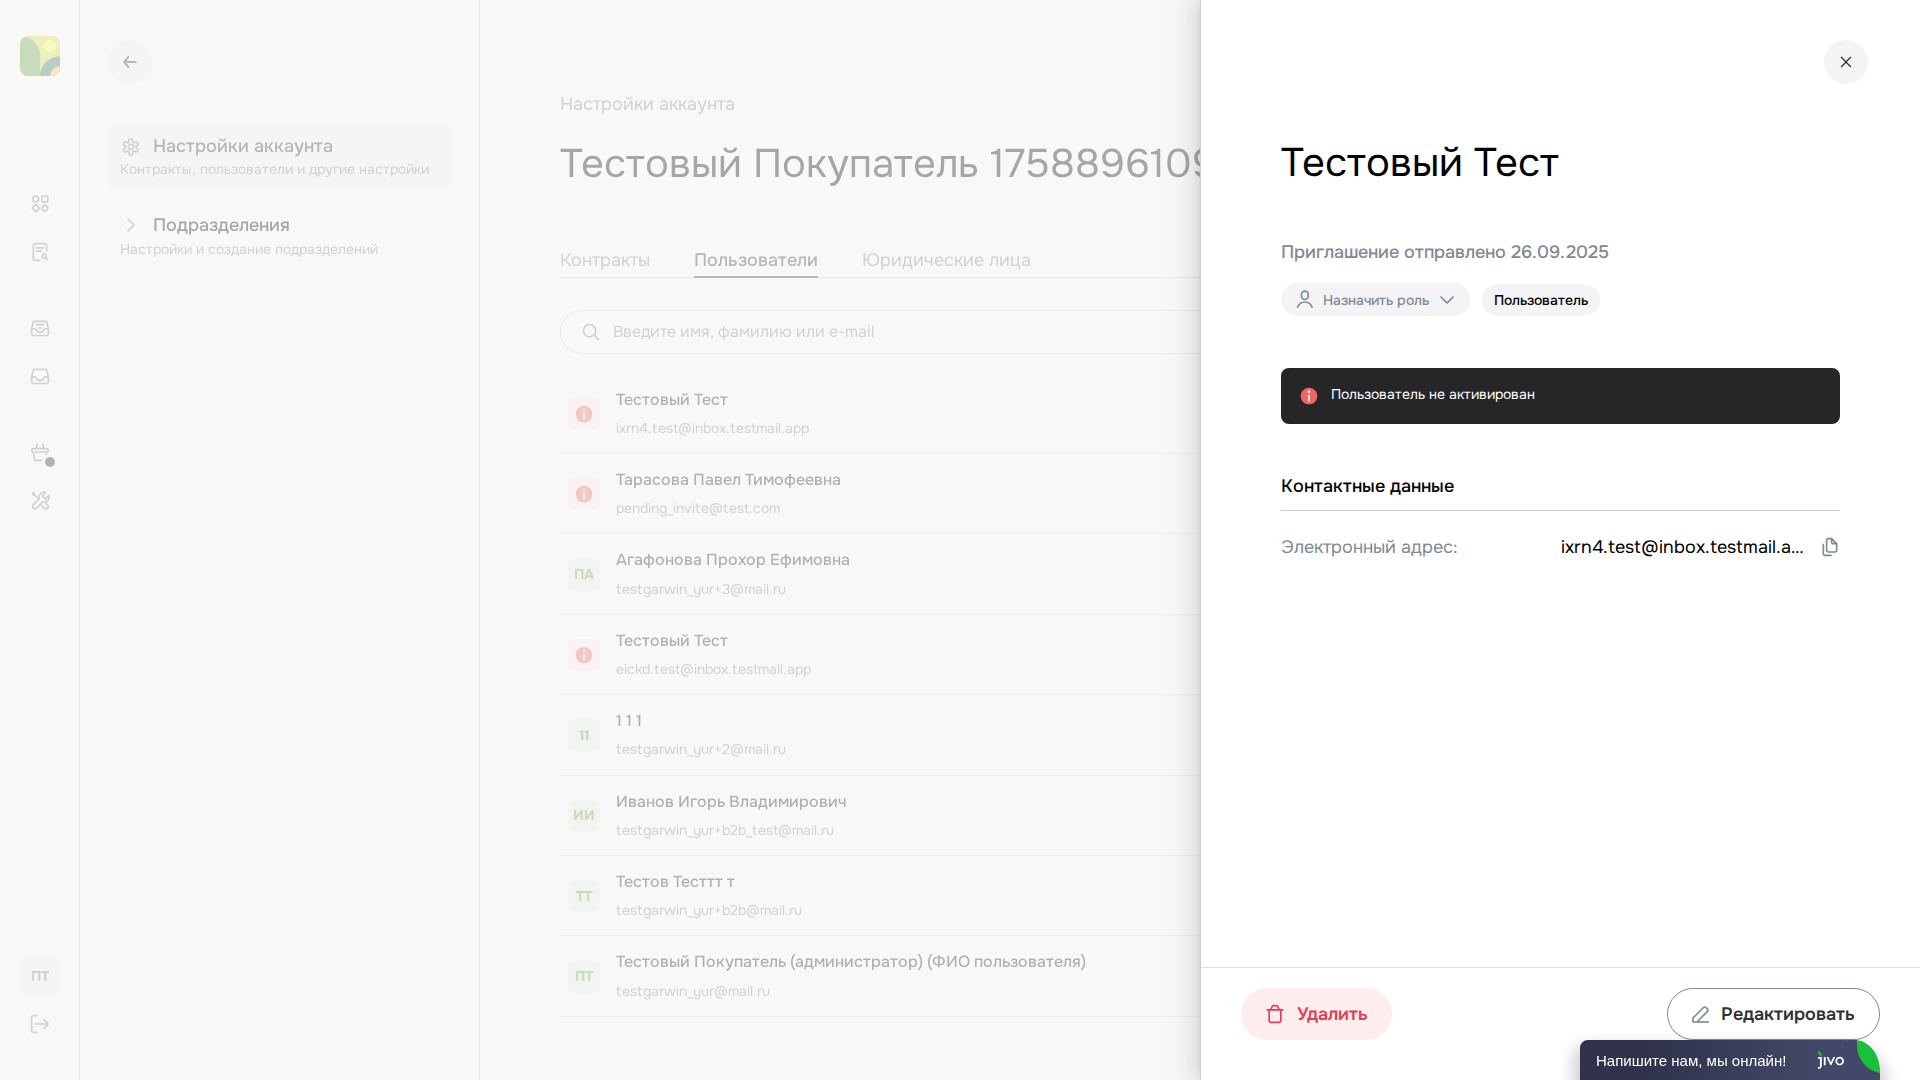 Настройки аккаунта
Контракты, пользователи и другие настройки
Подразделения
Настройки и создание подразделений
ПТ
Настройки аккаунта
Тестовый Покупатель 1758896109
Контракты
Пользователи
Юридические лица
Введите имя, фамилию или e-mail
Тестовый Тест
ixrn4.test@inbox.testmail.app
Тарасова Павел Тимофеевна
pending_invite@test.com
ПА
Агафонова Прохор Ефимовна
testgarwin_yur+3@mail.ru
Тестовый Тест
eickd.test@inbox.testmail.app
11
1 1 1
testgarwin_yur+2@mail.ru
ИИ
Иванов Игорь Владимирович
testgarwin_yur+b2b_test@mail.ru
ТТ
Тестов Тесттт т
testgarwin_yur+b2b@mail.ru
ПТ
Тестовый Покупатель (администратор) (ФИО пользователя)
testgarwin_yur@mail.ru
Тестовый Тест
Приглашение отправлено 26.09.2025
Назначить роль
Пользователь
Пользователь не активирован
Контактные данные
Электронный адрес: ixrn4.test@inbox.testmail.a...
Удалить
Редактировать
Напишите нам, мы онлайн! jivo